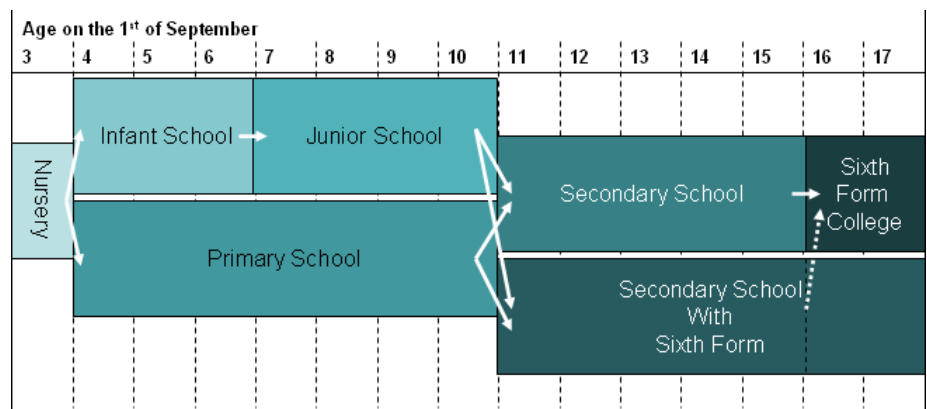 Age on the 1st of September
3 4 5 6 7 8 9 10 11 12 13 14 15 16 17
Infant School
Junior School
Nursery
Primary School
Secondary School
Sixth
Form
College
Secondary School
With
Sixth Form